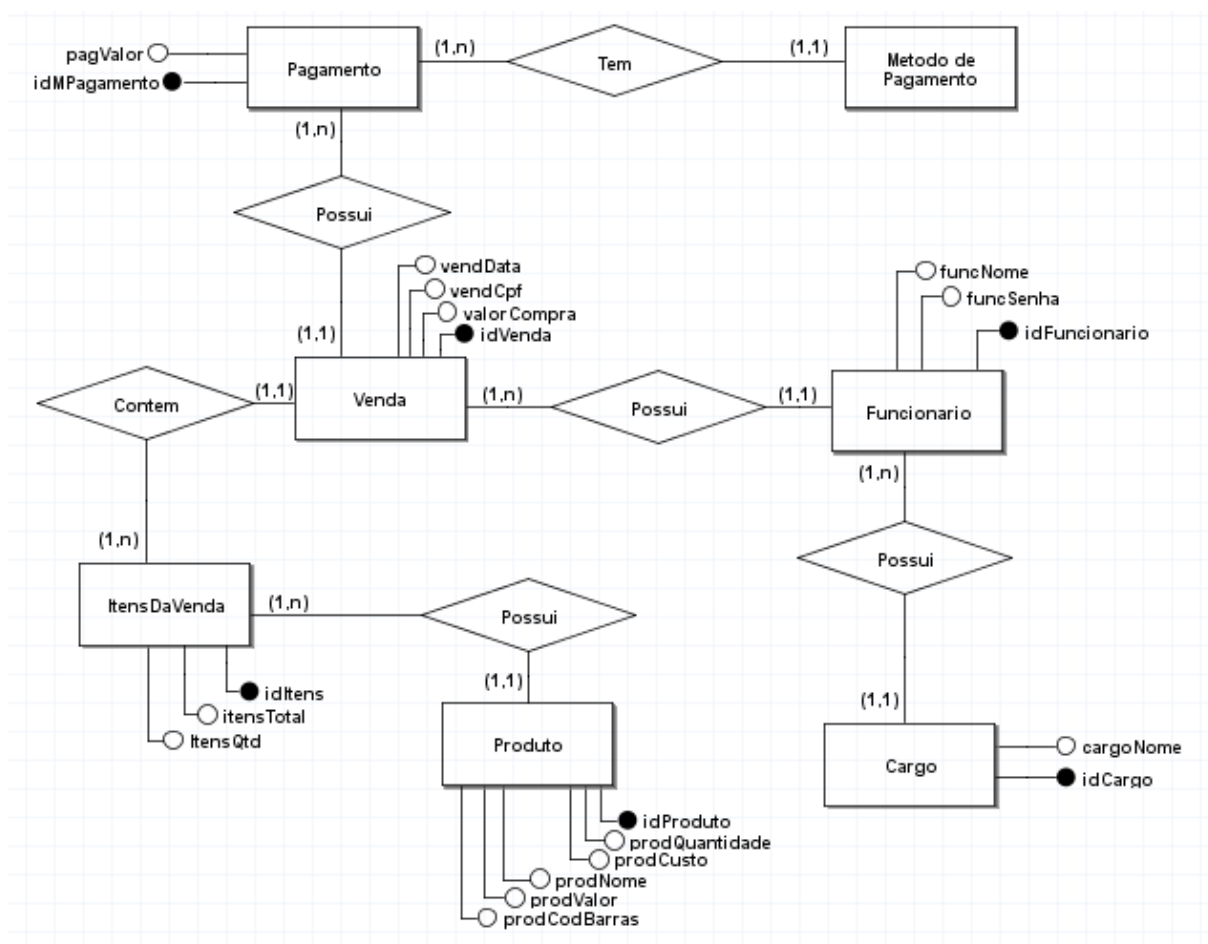 pagValor
idMPagamento
Pagamento
(1,n)
Tem
(1,1)
Metodo de
Pagamento
(1,n)
Possui
vendData
vendCpf
valorCompra
idVenda
(1,1)
funcNome
funcSenha
idFuncionario
Contem
(1,1)
Venda
(1,n)
Possui
(1,1)
Funcionario
(1,n)
Possui
(1,n)
ItensDaVenda
(1,n)
Possui
idItens
itensTotal
ItensQtd
(1,1)
Produto
(1,1)
Cargo
cargoNome
idCargo
idProduto
prodQuantidade
prodCusto
prodNome
prodValor
prodCodBarras